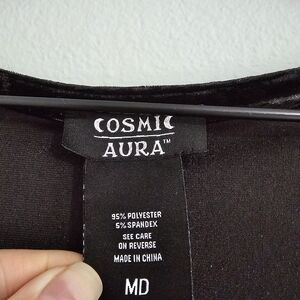 COSMIC
AURA™
95% POLYESTER
5% SPANDEX
SEE CARE
ON REVERSE
MADE IN CHINA
MD